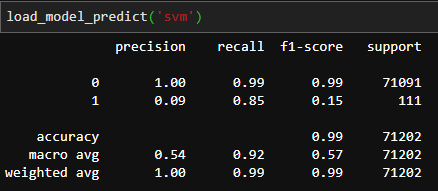 load_model_predict('svm')
precision recall f1-score support
0 1.00 0.99 0.99 71091
1 0.09 0.85 0.15 111
accuracy 0.99 71202
macro avg 0.54 0.92 0.57 71202
weighted avg 1.00 0.99 0.99 71202